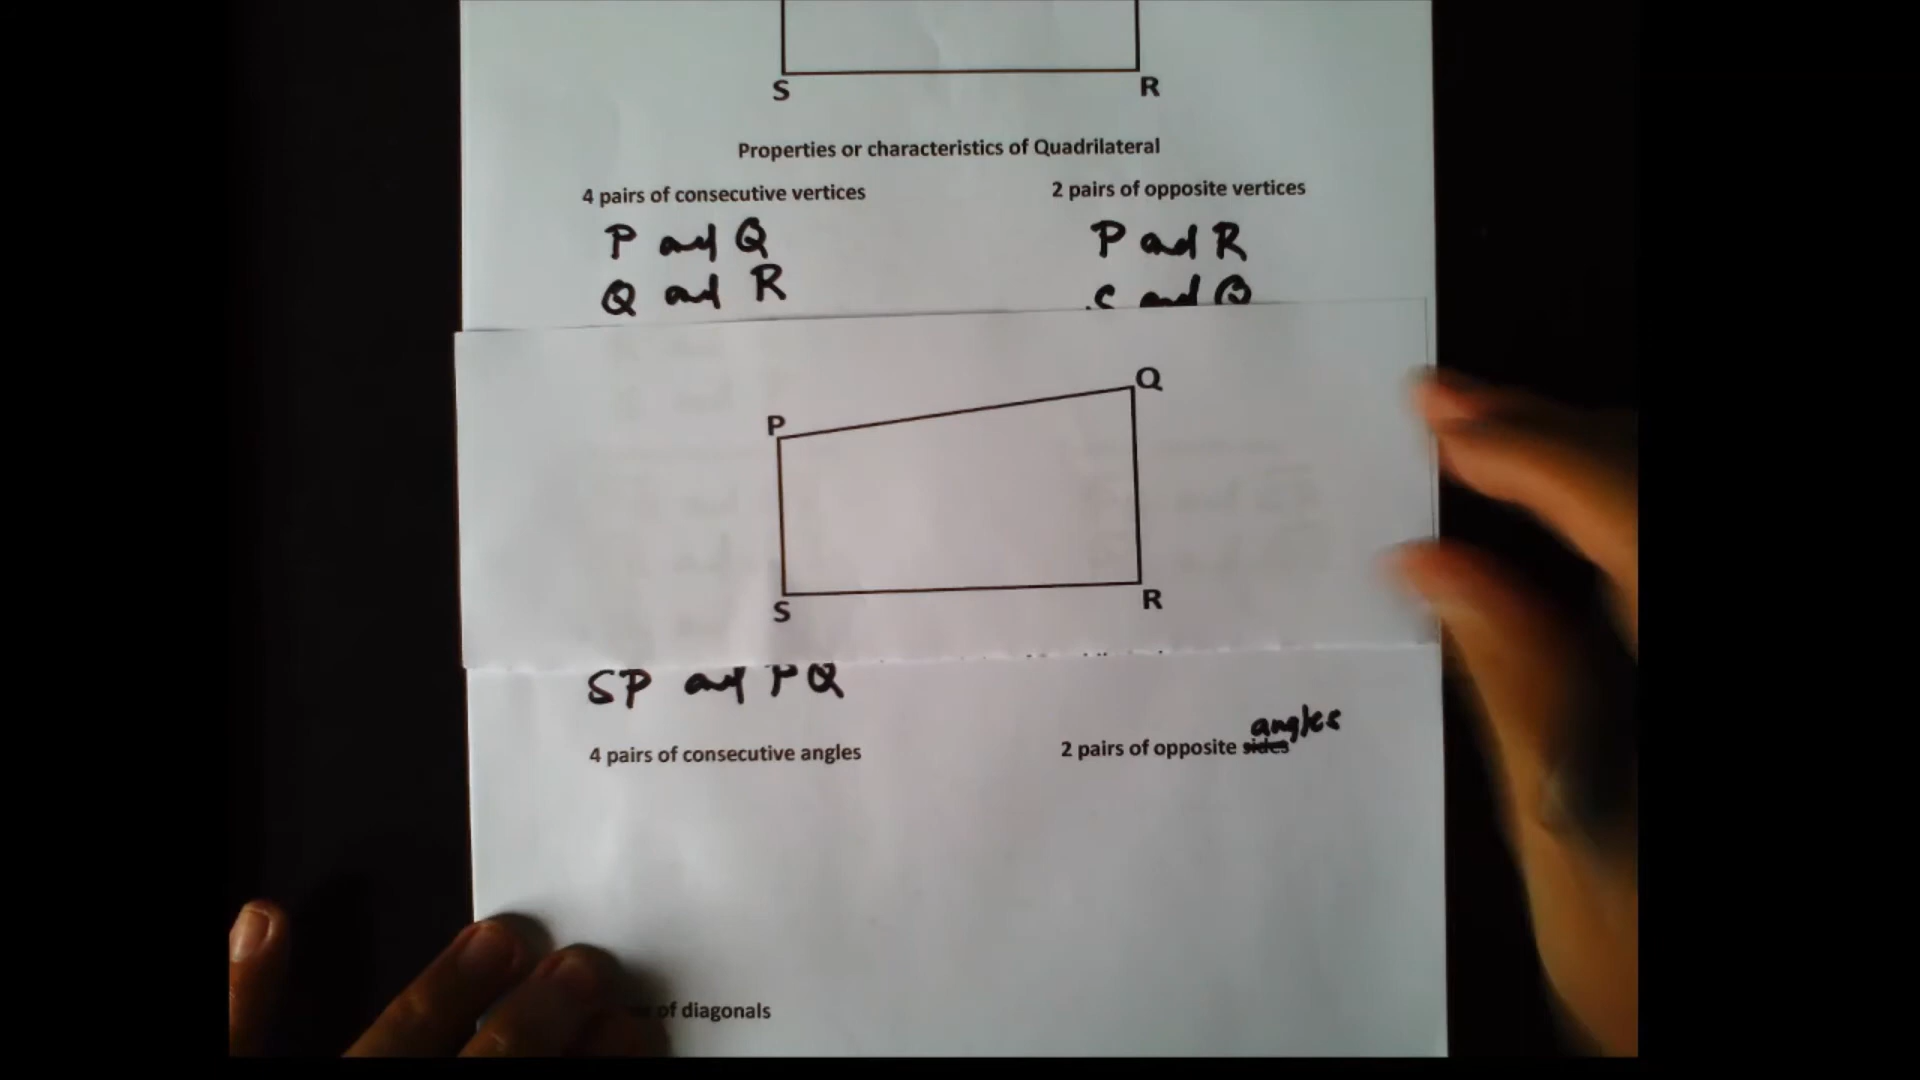 S R
Properties or characteristics of Quadrilateral
4 pairs of consecutive vertices 2 pairs of opposite vertices
P and Q P and R
Q and R S and Q
Q
P
S R
SP and PQ
angles
4 pairs of consecutive angles 2 pairs of opposite sides
of diagonals